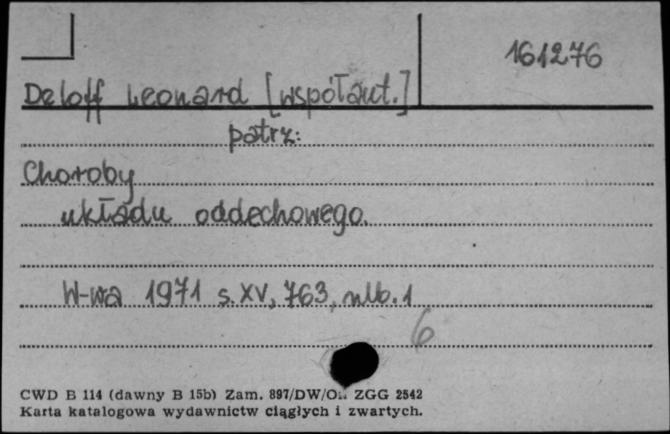 161276
Deloff Leonard [współaut.]
patrz:
Choroby
układu oddechowego.
W-wa 1971 s. XV, 763, nlb. 1
6
CWD B 114 (dawny B 15b) Zam. 897/DW/O ZGG 2542
Karta katalogowa wydawnictw ciągłych i zwartych.